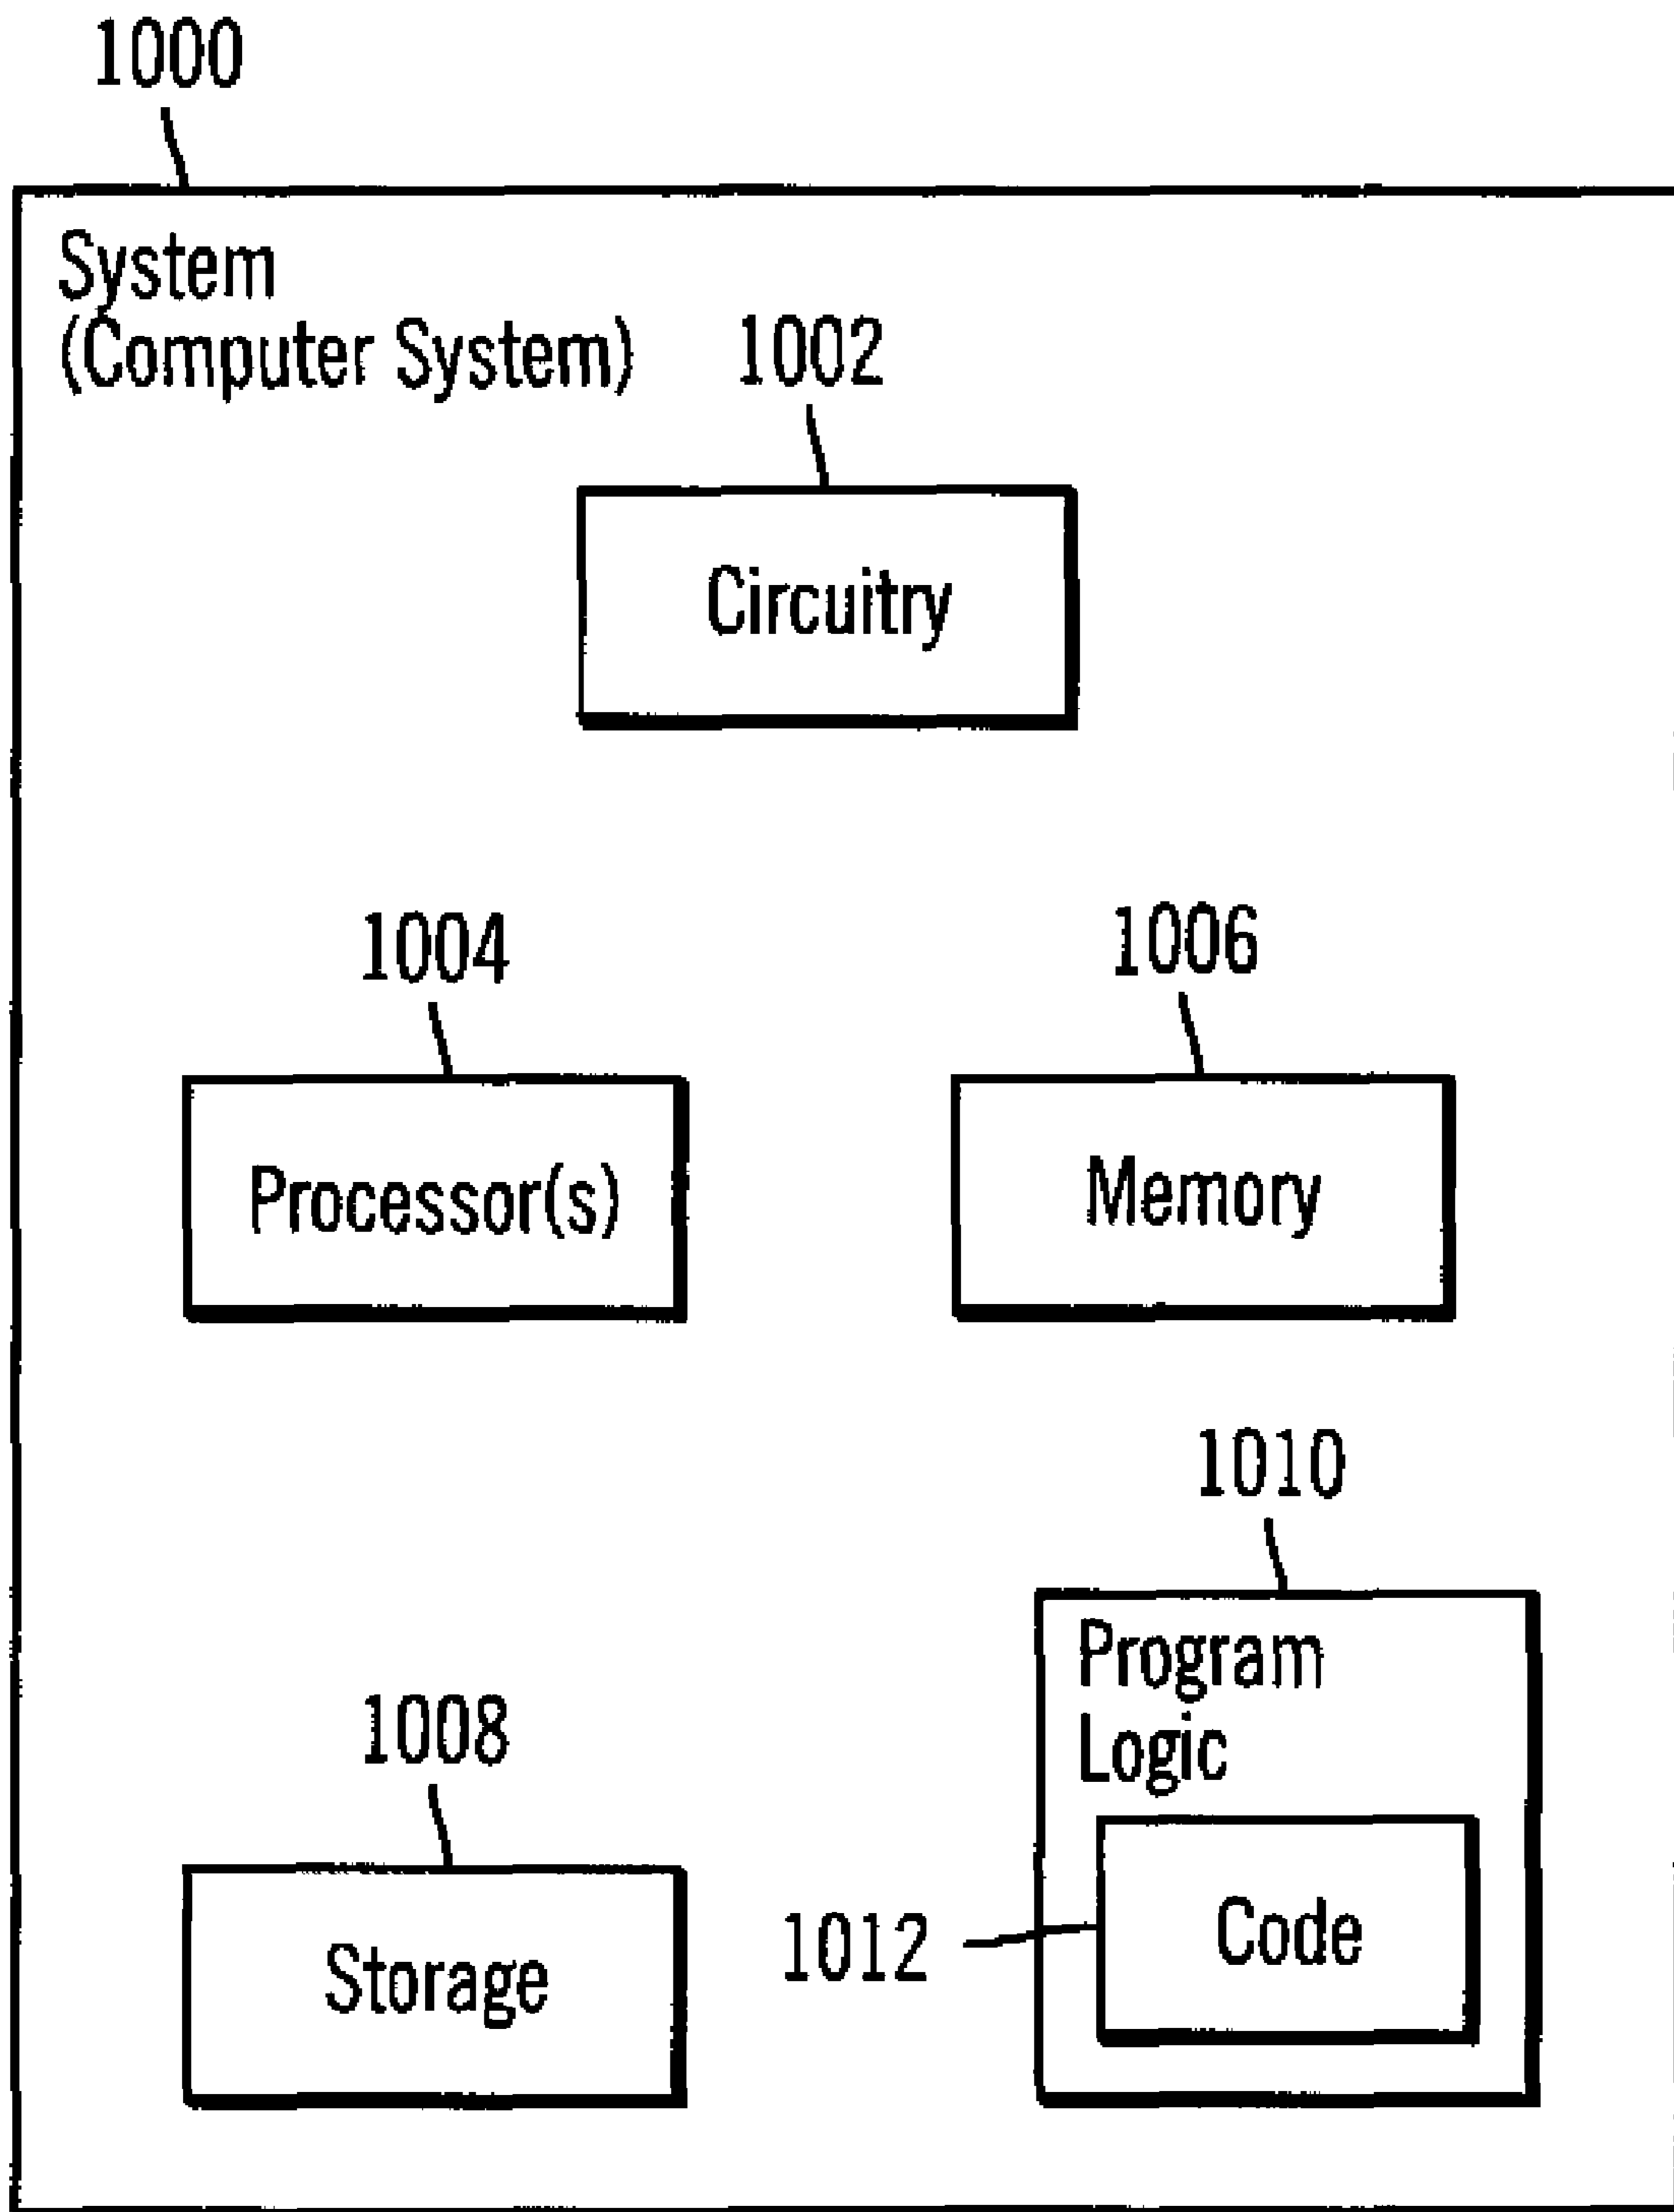 1000
System
(Computer System)
1002
Circuitry
1004
1006
Processor(s)
Memory
1010
Program
Logic
1008
1012
Code
Storage